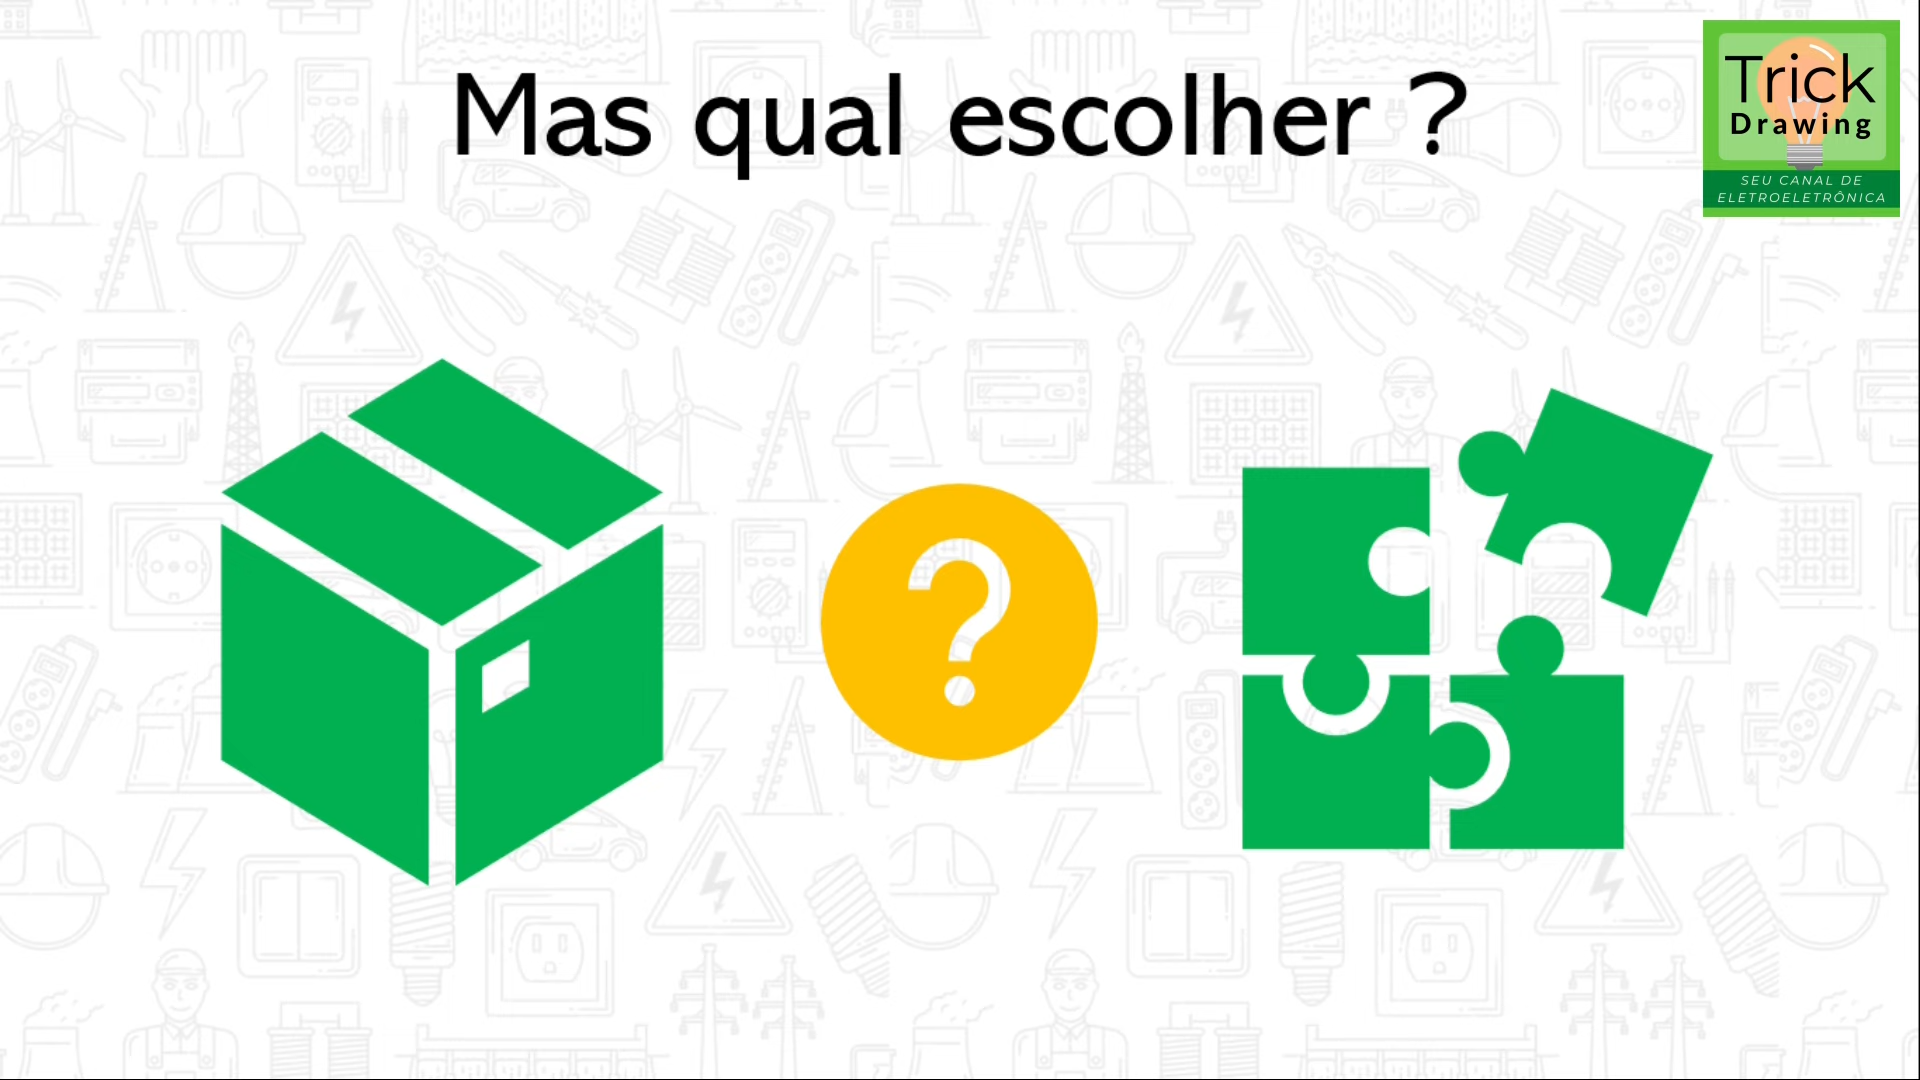 Mas qual escolher ?
Trick
Drawing
SEU CANAL DE
ELETROELETRÔNICA
?